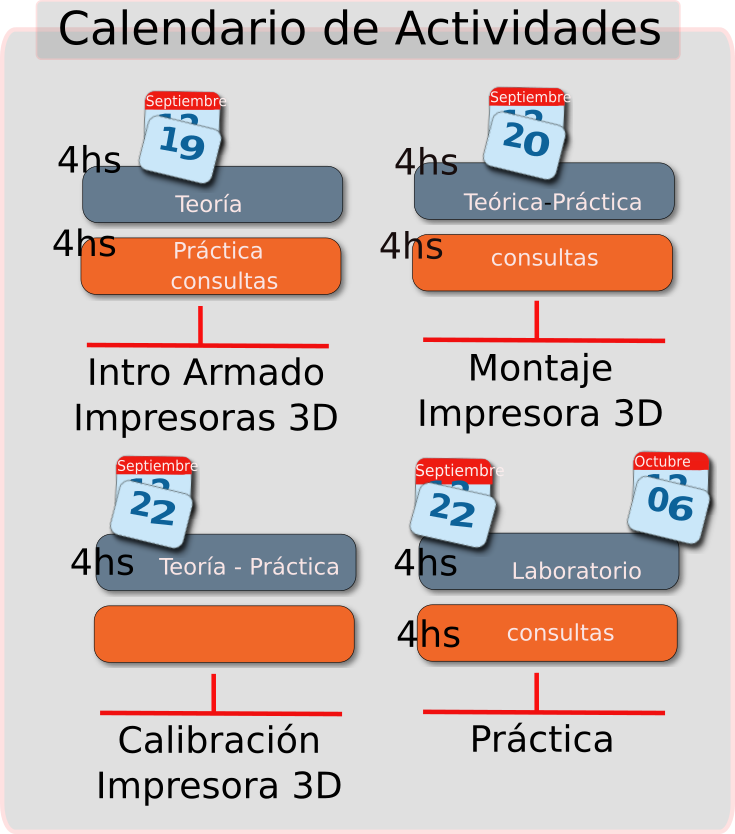 Calendario de Actividades
Septiembre
19
4hs
Teoría
4hs
Práctica
consultas
Intro Armado
Impresoras 3D
Septiembre
20
4hs
Teórica-Práctica
4hs
consultas
Montaje
Impresora 3D
Septiembre
22
4hs
Teoría - Práctica
Calibración
Impresora 3D
Septiembre
22
Octubre
06
4hs
Laboratorio
4hs
consultas
Práctica